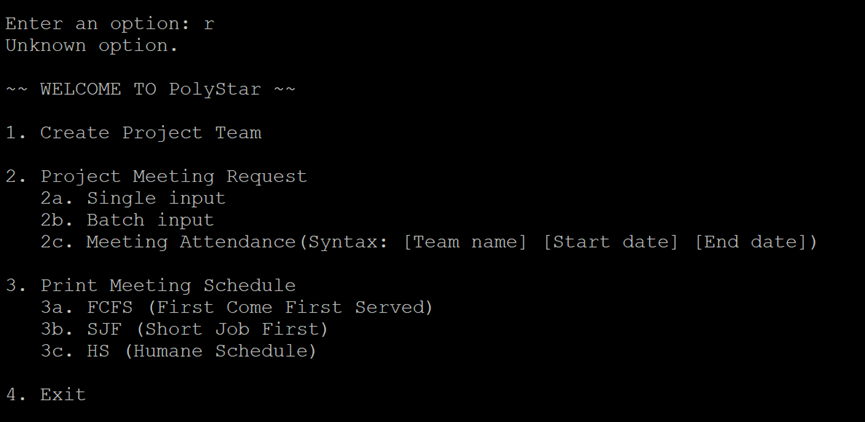 Enter an option: r
Unknown option.
~~ WELCOME TO PolyStar ~~
1. Create Project Team
2. Project Meeting Request
2a. Single input
2b. Batch input
2c. Meeting Attendance(Syntax: [Team name] [Start date] [End date])
3. Print Meeting Schedule
3a. FCFS (First Come First Served)
3b. SJF (Short Job First)
3c. HS (Humane Schedule)
4. Exit